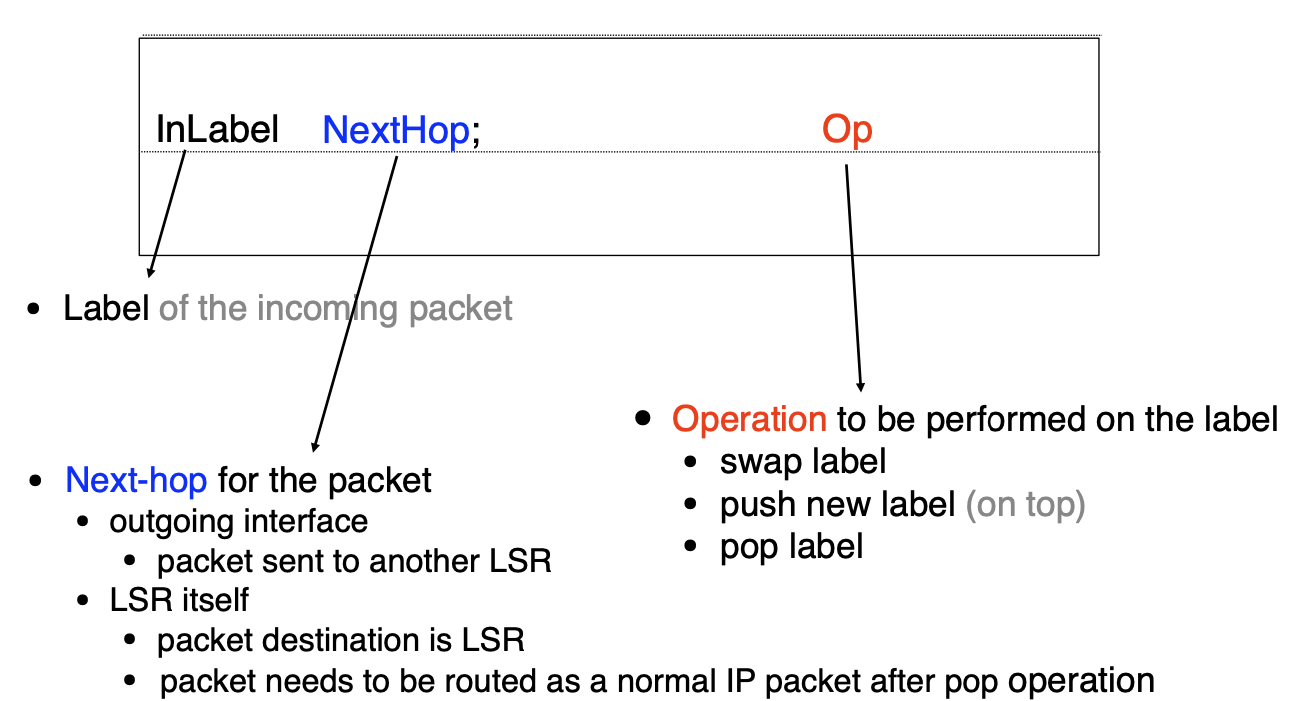 InLabel NextHop; Op
• Label of the incoming packet
• Operation to be performed on the label
• swap label
• push new label (on top)
• pop label
• Next-hop for the packet
• outgoing interface
• packet sent to another LSR
• LSR itself
• packet destination is LSR
• packet needs to be routed as a normal IP packet after pop operation